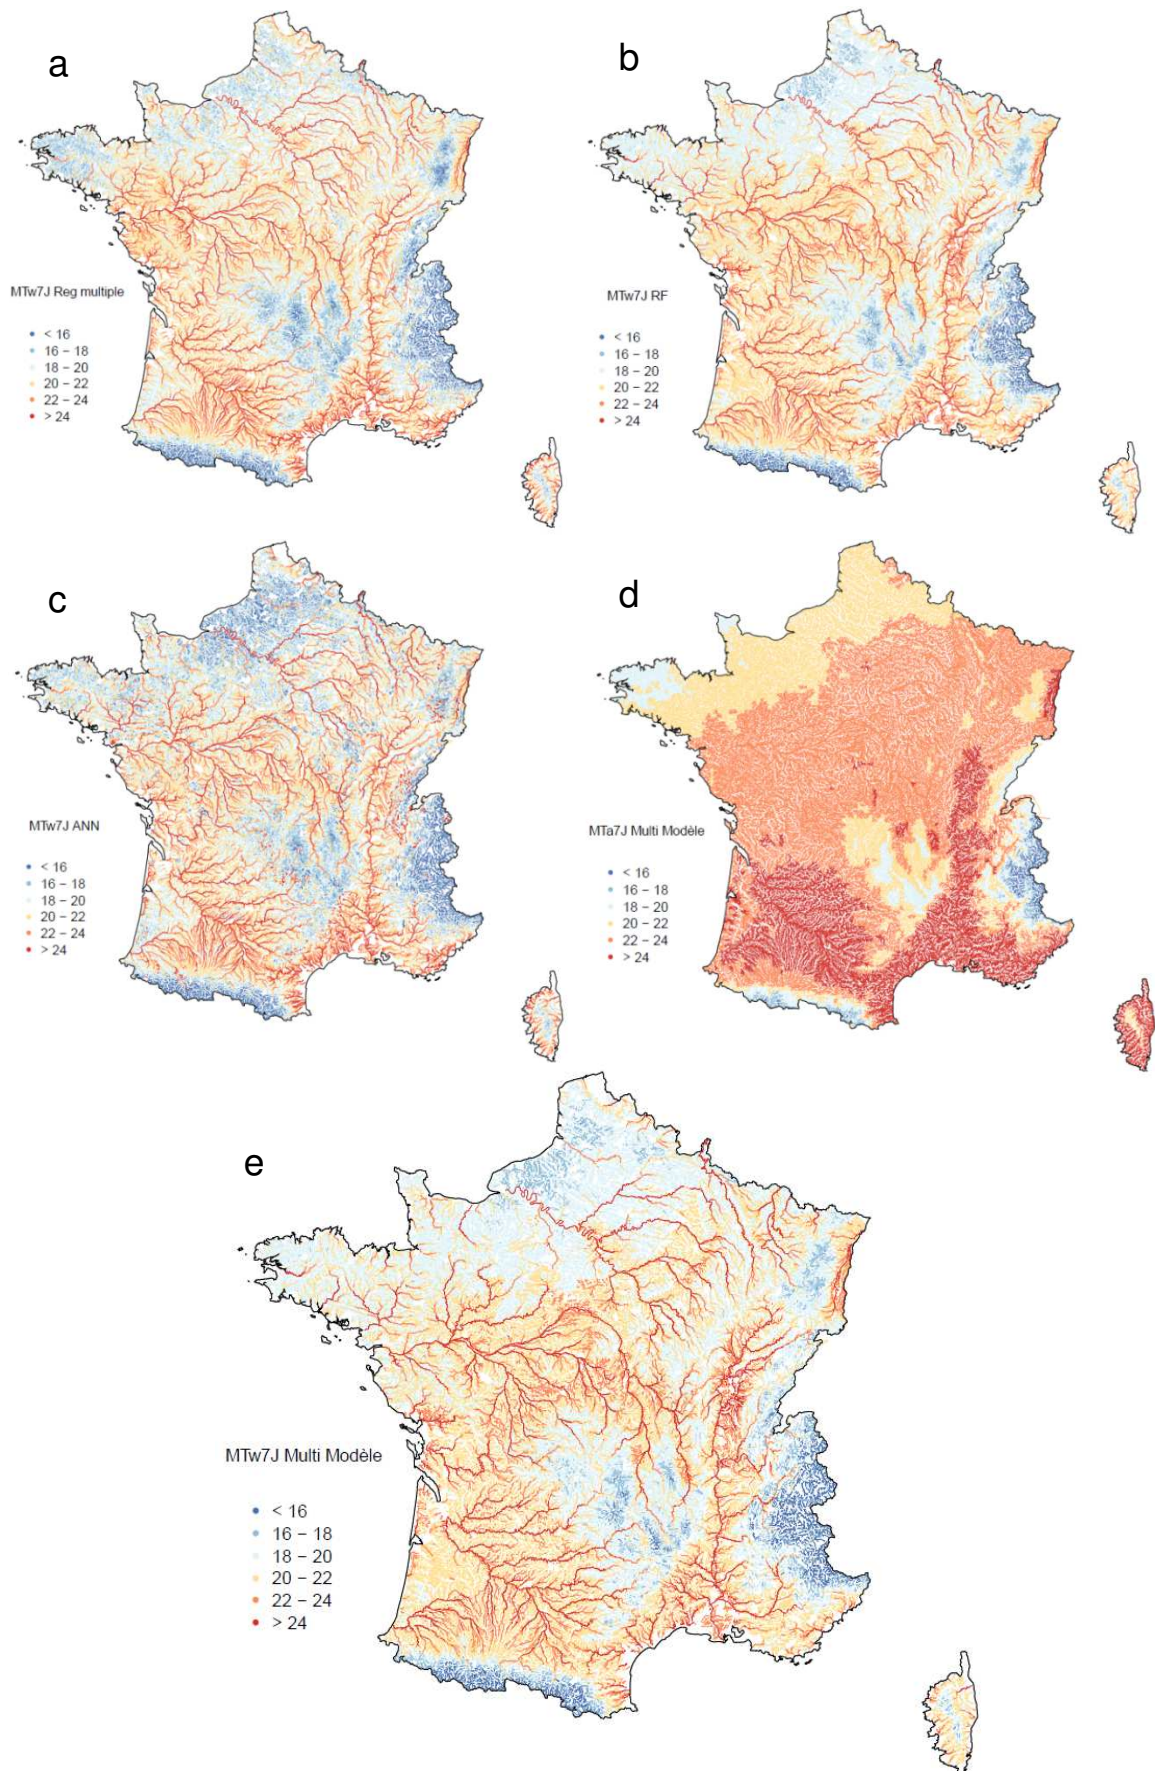 a
MTw7J Reg multiple
< 16
16 – 18
18 – 20
20 – 22
22 – 24
> 24
b
MTw7J RF
< 16
16 – 18
18 – 20
20 – 22
22 – 24
> 24
c
MTw7J ANN
< 16
16 – 18
18 – 20
20 – 22
22 – 24
> 24
d
MTa7J Multi Modèle
< 16
16 – 18
18 – 20
20 – 22
22 – 24
> 24
e
MTw7J Multi Modèle
< 16
16 – 18
18 – 20
20 – 22
22 – 24
> 24